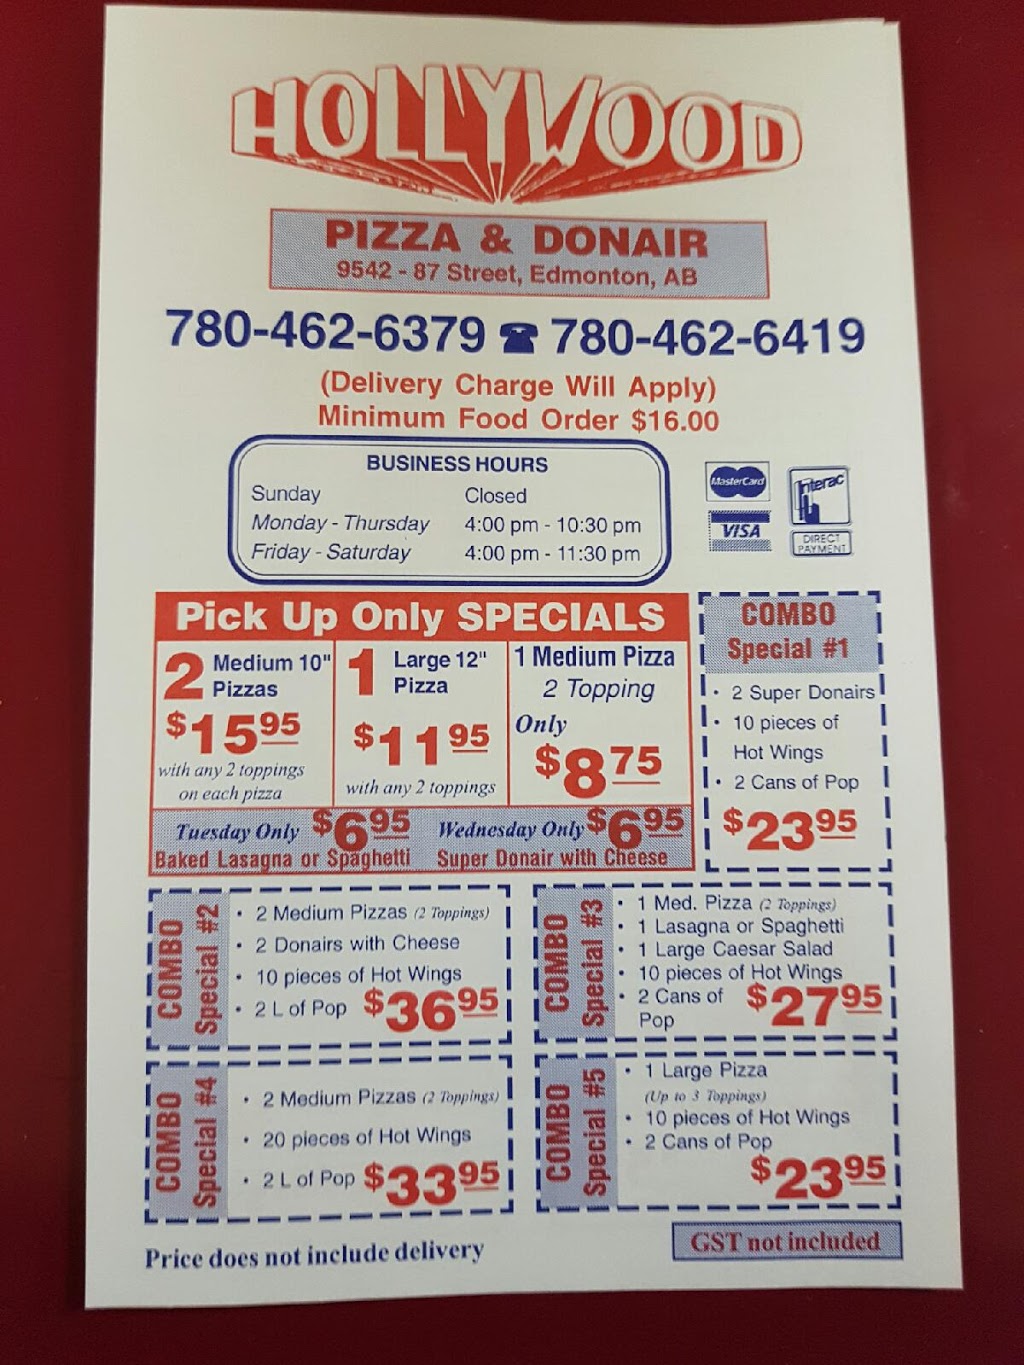 HOLLYWOOD
PIZZA & DONAIR
9542 - 87 Street, Edmonton, AB
780-462-6379 ☎ 780-462-6419
(Delivery Charge Will Apply)
Minimum Food Order $16.00
BUSINESS HOURS
Sunday Closed
Monday - Thursday 4:00 pm - 10:30 pm
Friday - Saturday 4:00 pm - 11:30 pm
MasterCard
VISA
Interac
DIRECT
PAYMENT
Pick Up Only SPECIALS
2 Medium 10"
Pizzas
$15.95
with any 2 toppings
on each pizza
1 Large 12"
Pizza
$11.95
with any 2 toppings
1 Medium Pizza
2 Topping
Only
$8.75
Tuesday Only $6.95
Baked Lasagna or Spaghetti
Wednesday Only $6.95
Super Donair with Cheese
COMBO
Special #1
• 2 Super Donairs
• 10 pieces of
Hot Wings
• 2 Cans of Pop
$23.95
COMBO
Special #2
• 2 Medium Pizzas (2 Toppings)
• 2 Donairs with Cheese
• 10 pieces of Hot Wings
• 2 L of Pop $36.95
COMBO
Special #3
• 1 Med. Pizza (2 Toppings)
• 1 Lasagna or Spaghetti
• 1 Large Caesar Salad
• 10 pieces of Hot Wings
• 2 Cans of
Pop
$27.95
COMBO
Special #4
• 2 Medium Pizzas (2 Toppings)
• 20 pieces of Hot Wings
• 2 L of Pop $33.95
COMBO
Special #5
• 1 Large Pizza
(Up to 3 Toppings)
• 10 pieces of Hot Wings
• 2 Cans of Pop
$23.95
Price does not include delivery
GST not included